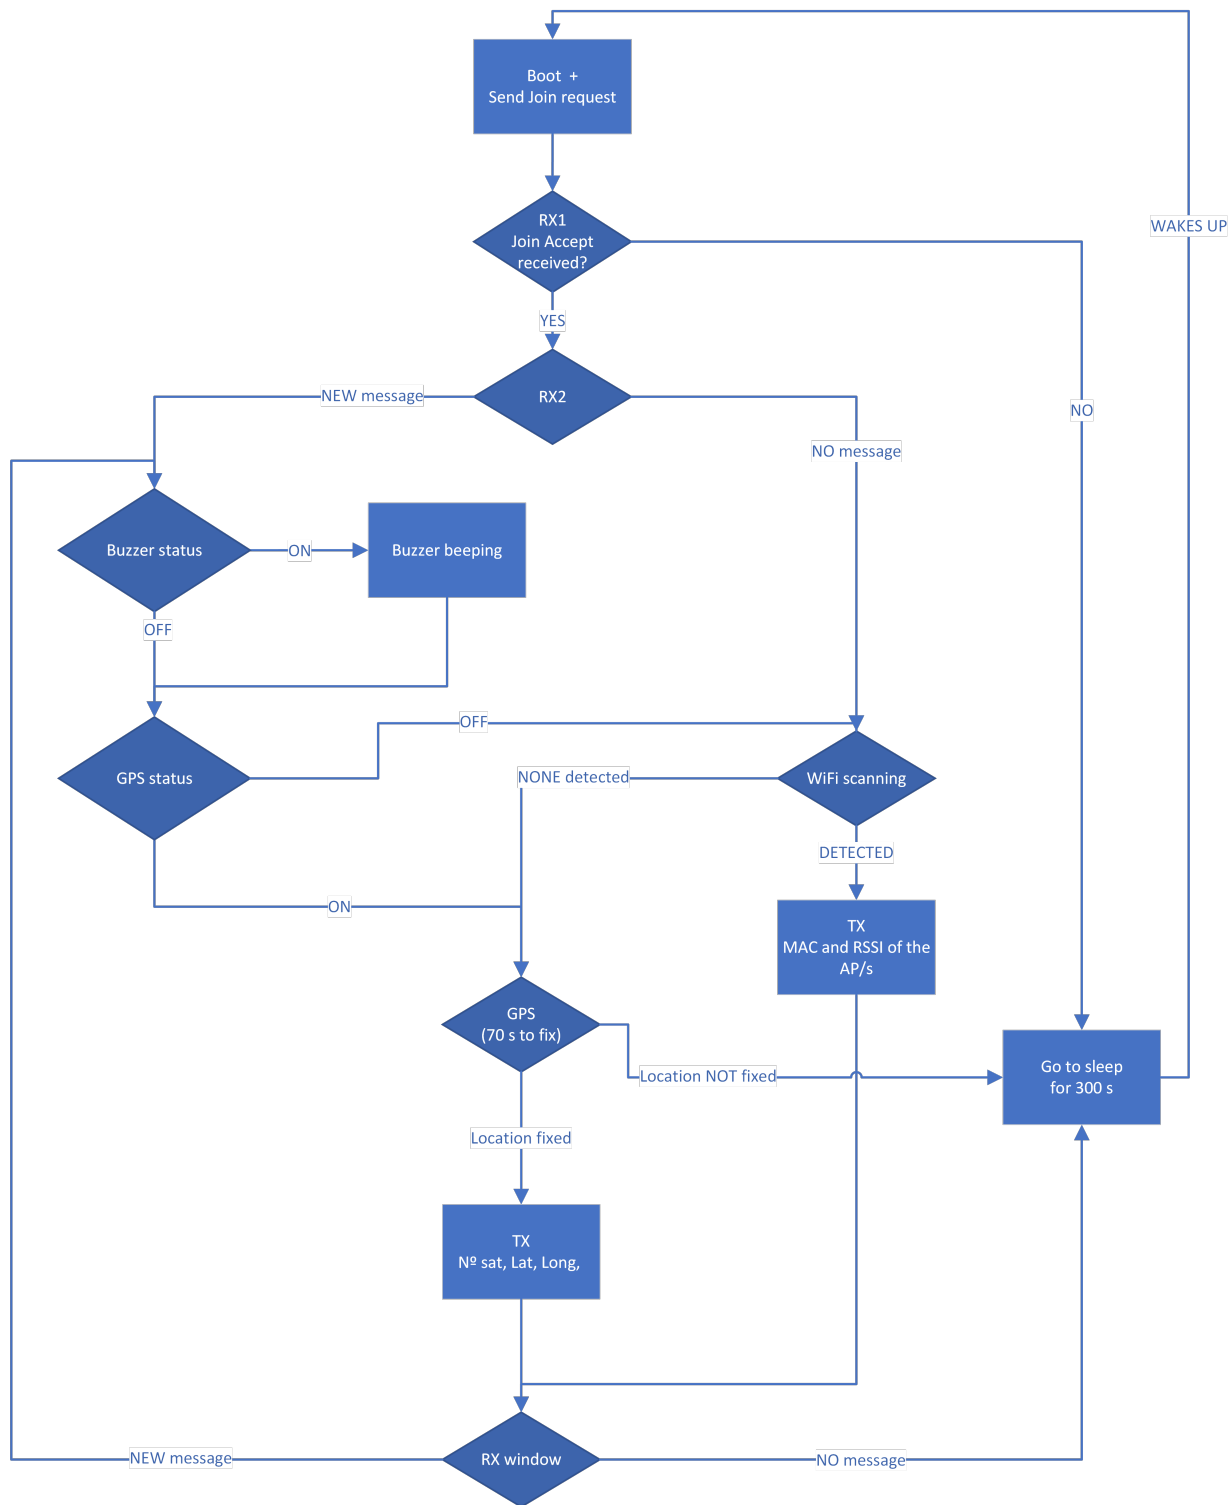 Boot +
Send Join request
RX1
Join Accept
received?
WAKES UP
YES
RX2
NEW message
NO
NO message
Buzzer status
ON
Buzzer beeping
OFF
OFF
GPS status
NONE detected
WiFi scanning
DETECTED
ON
TX
MAC and RSSI of the
AP/s
GPS
(70 s to fix)
Location NOT fixed
Go to sleep
for 300 s
Location fixed
TX
Nº sat, Lat, Long,
NEW message
RX window
NO message